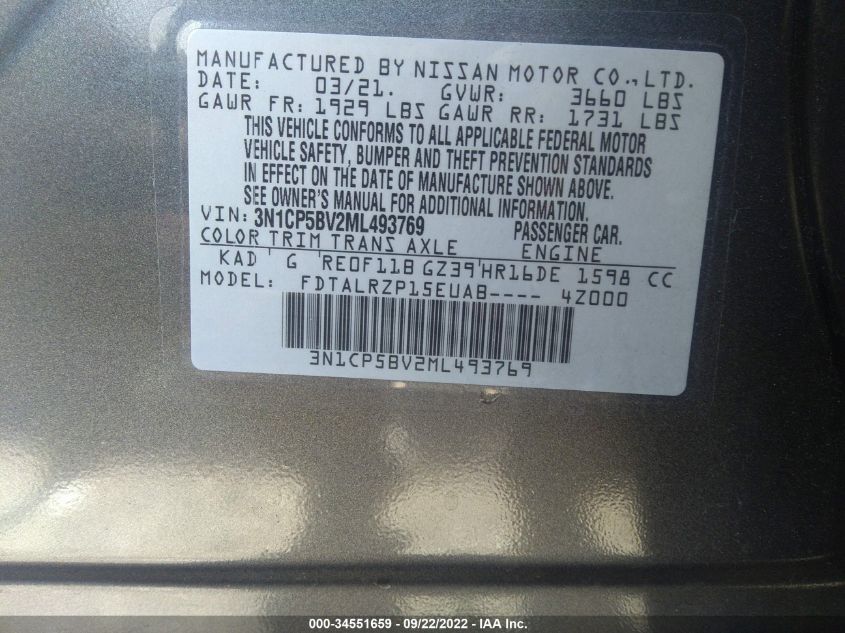 MANUFACTURED BY NISSAN MOTOR CO., LTD.
DATE: 03/21. GVWR: 3660 LBS
GAWR FR: 1929 LBS GAWR RR: 1731 LBS
THIS VEHICLE CONFORMS TO ALL APPLICABLE FEDERAL MOTOR
VEHICLE SAFETY, BUMPER AND THEFT PREVENTION STANDARDS
IN EFFECT ON THE DATE OF MANUFACTURE SHOWN ABOVE.
SEE OWNER'S MANUAL FOR ADDITIONAL INFORMATION.
VIN: 3N1CP5BV2ML493769 PASSENGER CAR.
COLOR TRIM TRANS AXLE ENGINE
KAD ' G 'RE0F11B GZ39'HR16DE 1598 CC
MODEL: FDTALRZP15EUAB---- 4Z000
3N1CP5BV2ML493769
000-34551659 - 09/22/2022 - IAA Inc.